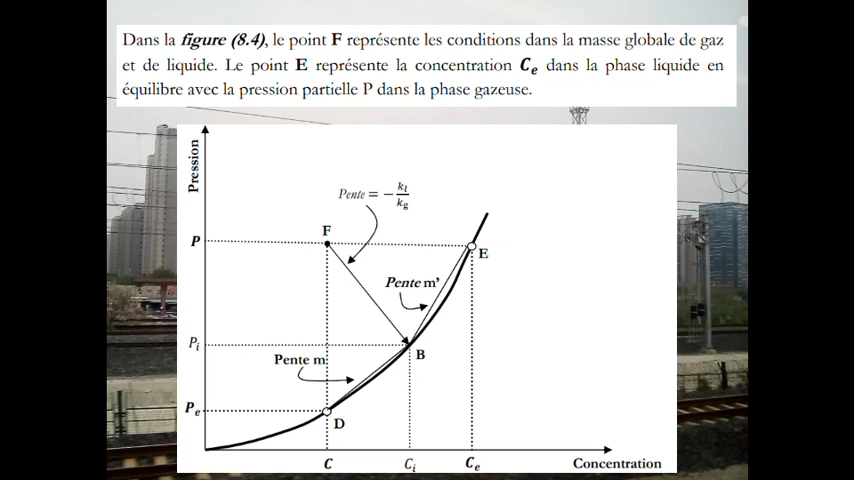 Dans la figure (8.4), le point F représente les conditions dans la masse globale de gaz
et de liquide. Le point E représente la concentration Cₑ dans la phase liquide en
équilibre avec la pression partielle P dans la phase gazeuse.
Pression
Pente = − kₗ/k_g
F
P
E
Pente m'
Pᵢ
B
Pente m
Pₑ
D
C
Cᵢ
Cₑ
Concentration